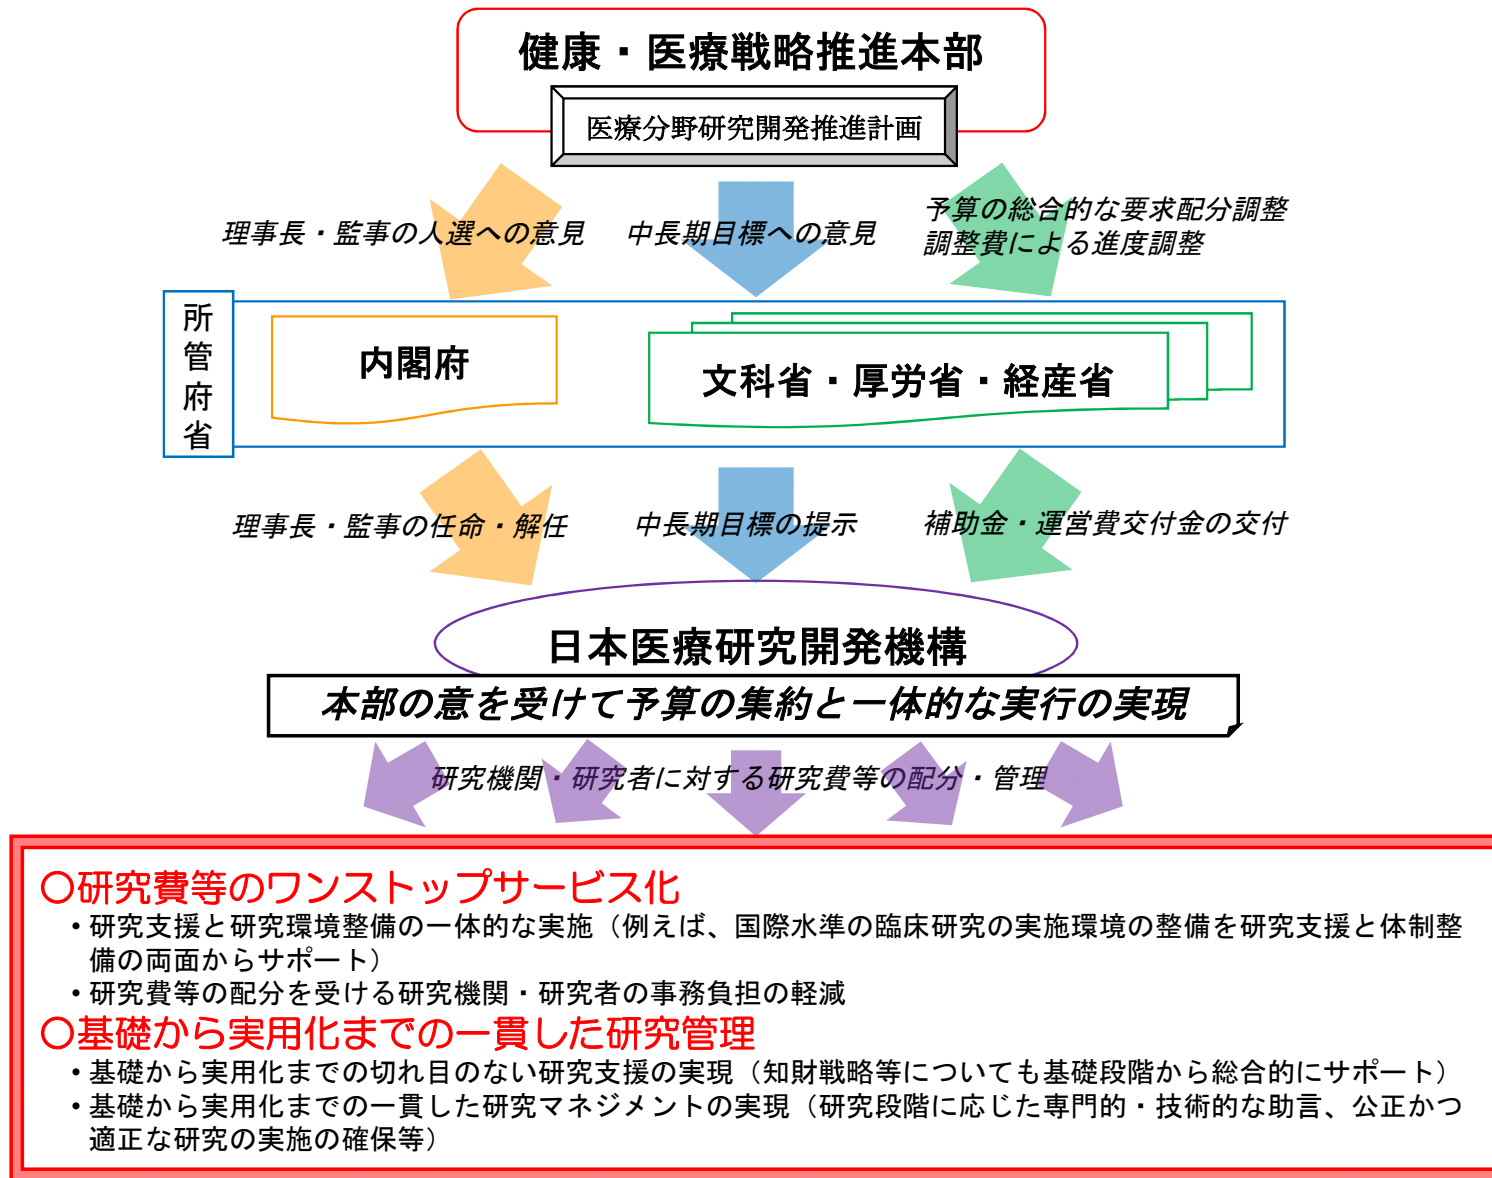 健康・医療戦略推進本部
医療分野研究開発推進計画
理事長・監事の人選への意見
中長期目標への意見
予算の総合的な要求配分調整
調整費による進度調整
所管府省
内閣府
文科省・厚労省・経産省
理事長・監事の任命・解任
中長期目標の提示
補助金・運営費交付金の交付
日本医療研究開発機構
本部の意を受けて予算の集約と一体的な実行の実現
研究機関・研究者に対する研究費等の配分・管理
〇研究費等のワンストップサービス化
・研究支援と研究環境整備の一体的な実施（例えば、国際水準の臨床研究の実施環境の整備を研究支援と体制整
備の両面からサポート）
・研究費等の配分を受ける研究機関・研究者の事務負担の軽減
〇基礎から実用化までの一貫した研究管理
・基礎から実用化までの切れ目のない研究支援の実現（知財戦略等についても基礎段階から総合的にサポート）
・基礎から実用化までの一貫した研究マネジメントの実現（研究段階に応じた専門的・技術的な助言、公正かつ
適正な研究の実施の確保等）